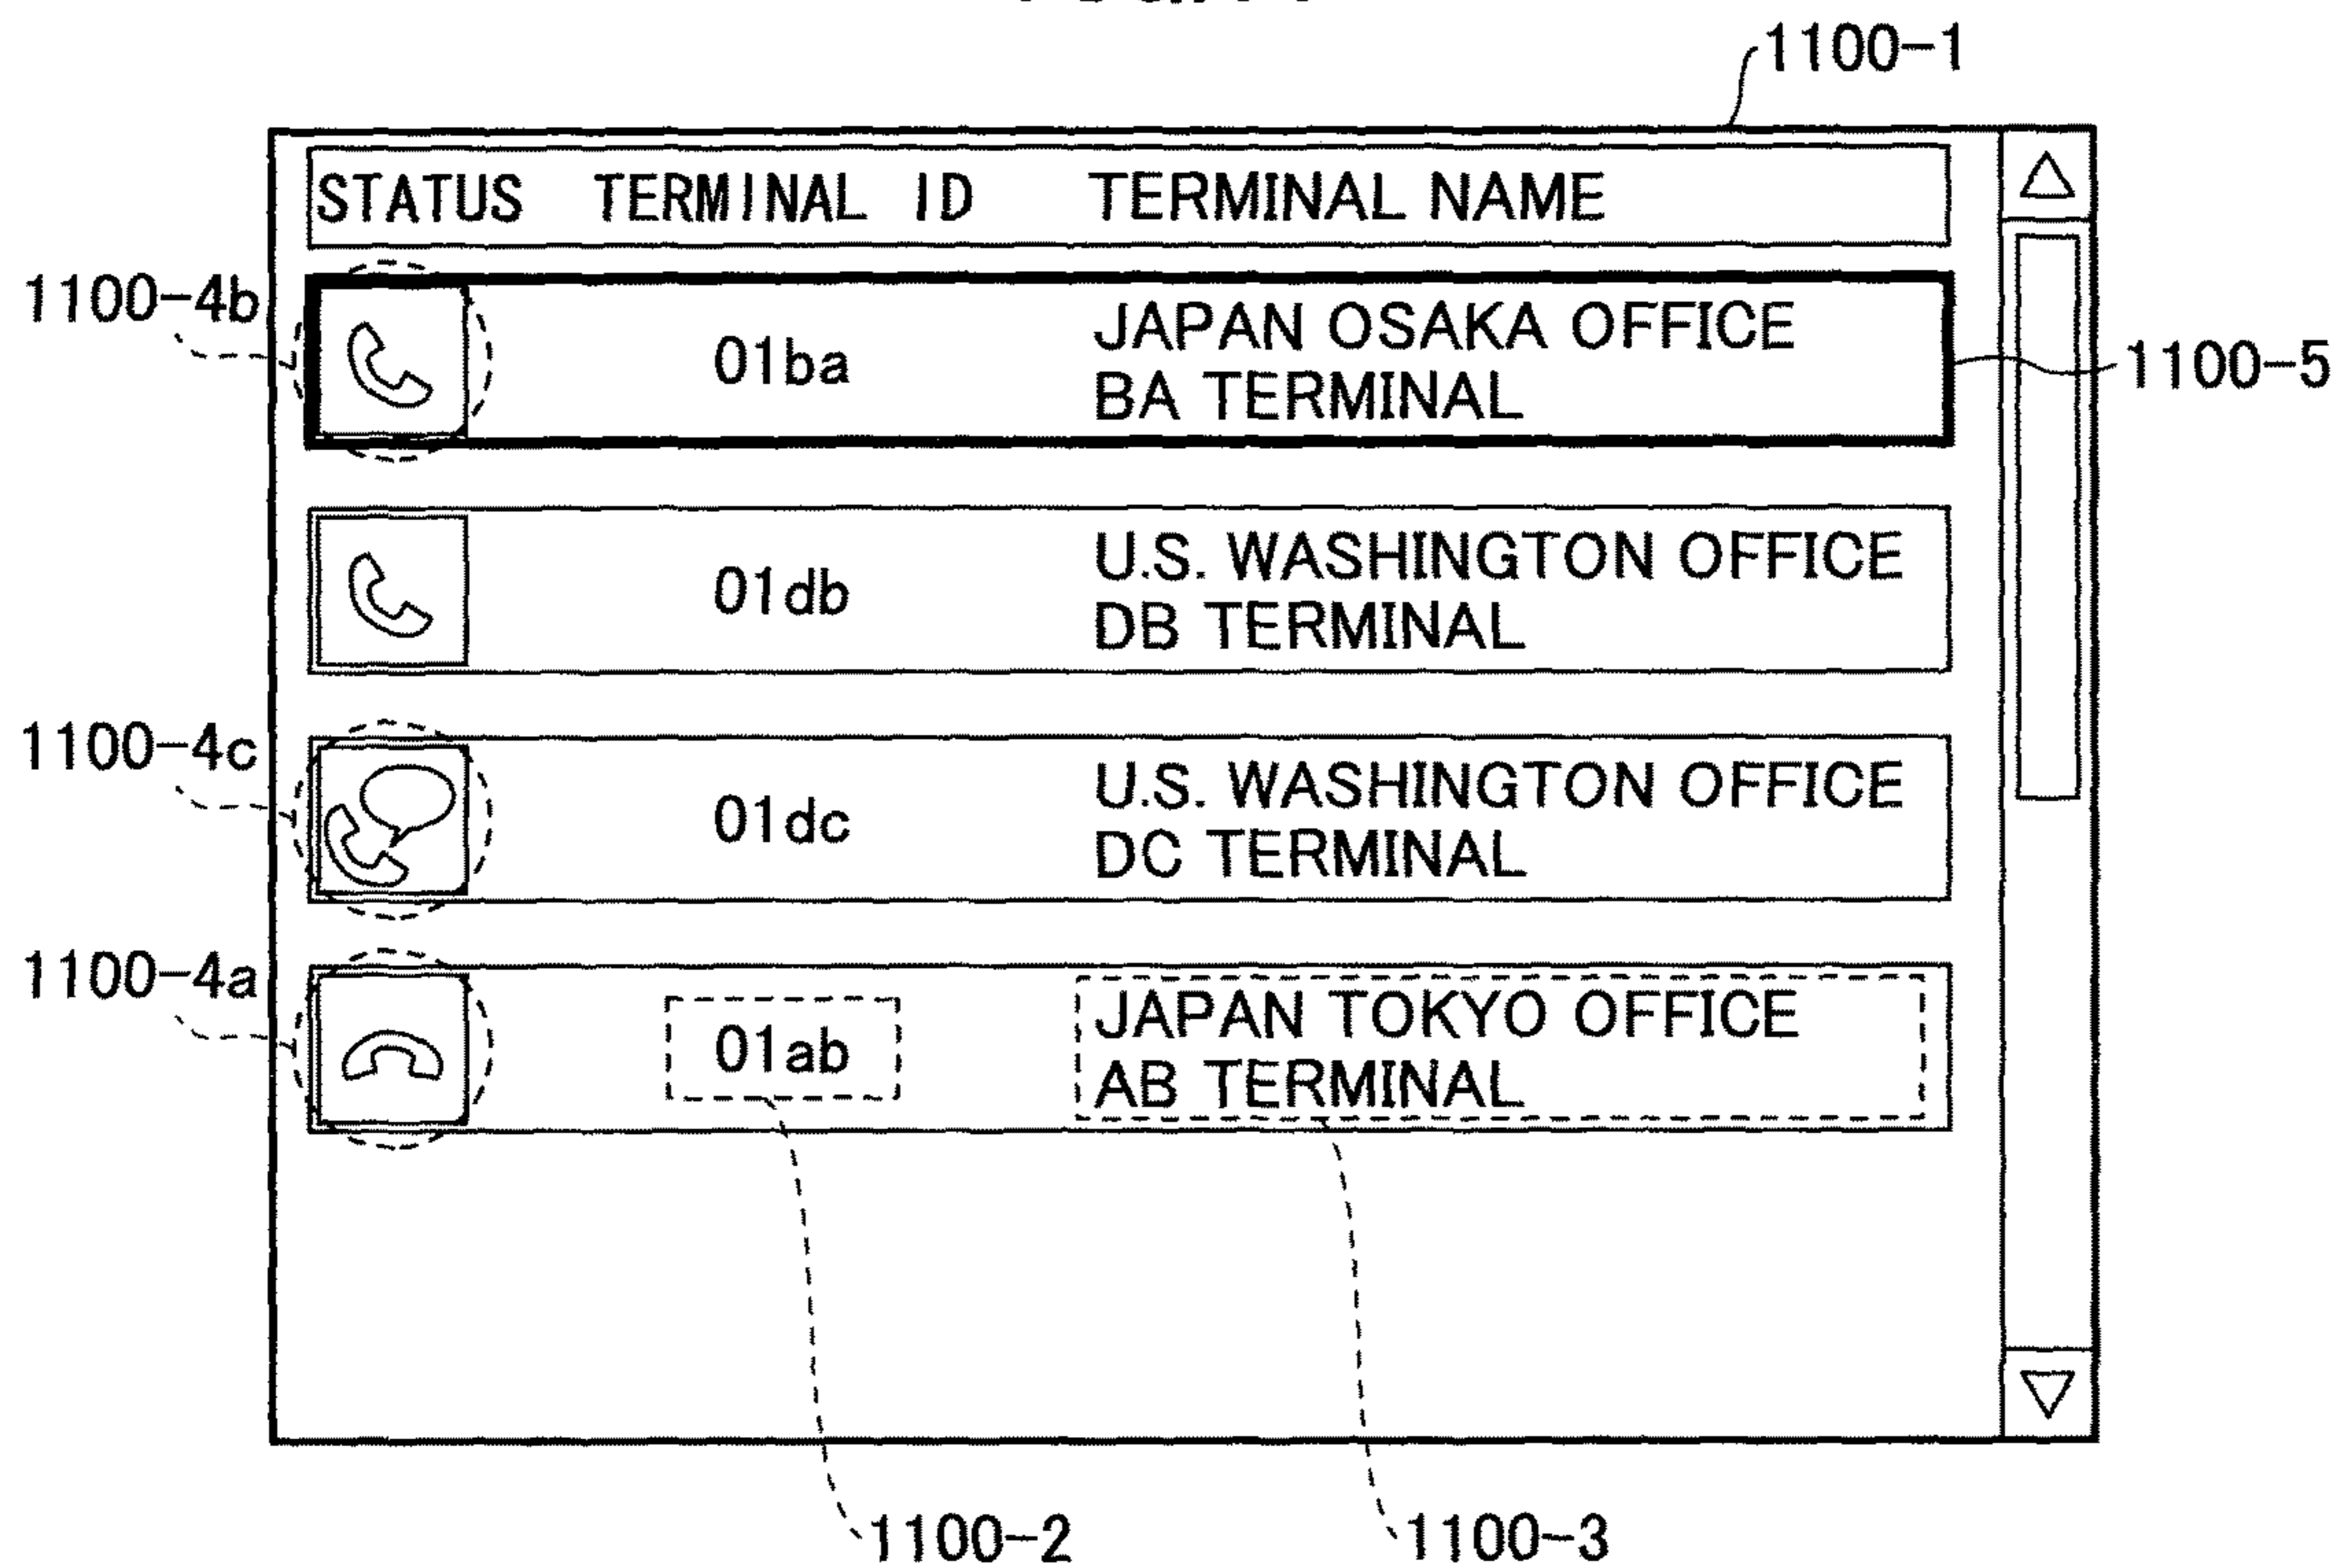 1100-1
STATUS TERMINAL ID TERMINAL NAME
1100-4b
01ba
JAPAN OSAKA OFFICE
BA TERMINAL
1100-5
01db
U.S. WASHINGTON OFFICE
DB TERMINAL
1100-4c
01dc
U.S. WASHINGTON OFFICE
DC TERMINAL
1100-4a
01ab
JAPAN TOKYO OFFICE
AB TERMINAL
1100-2
1100-3